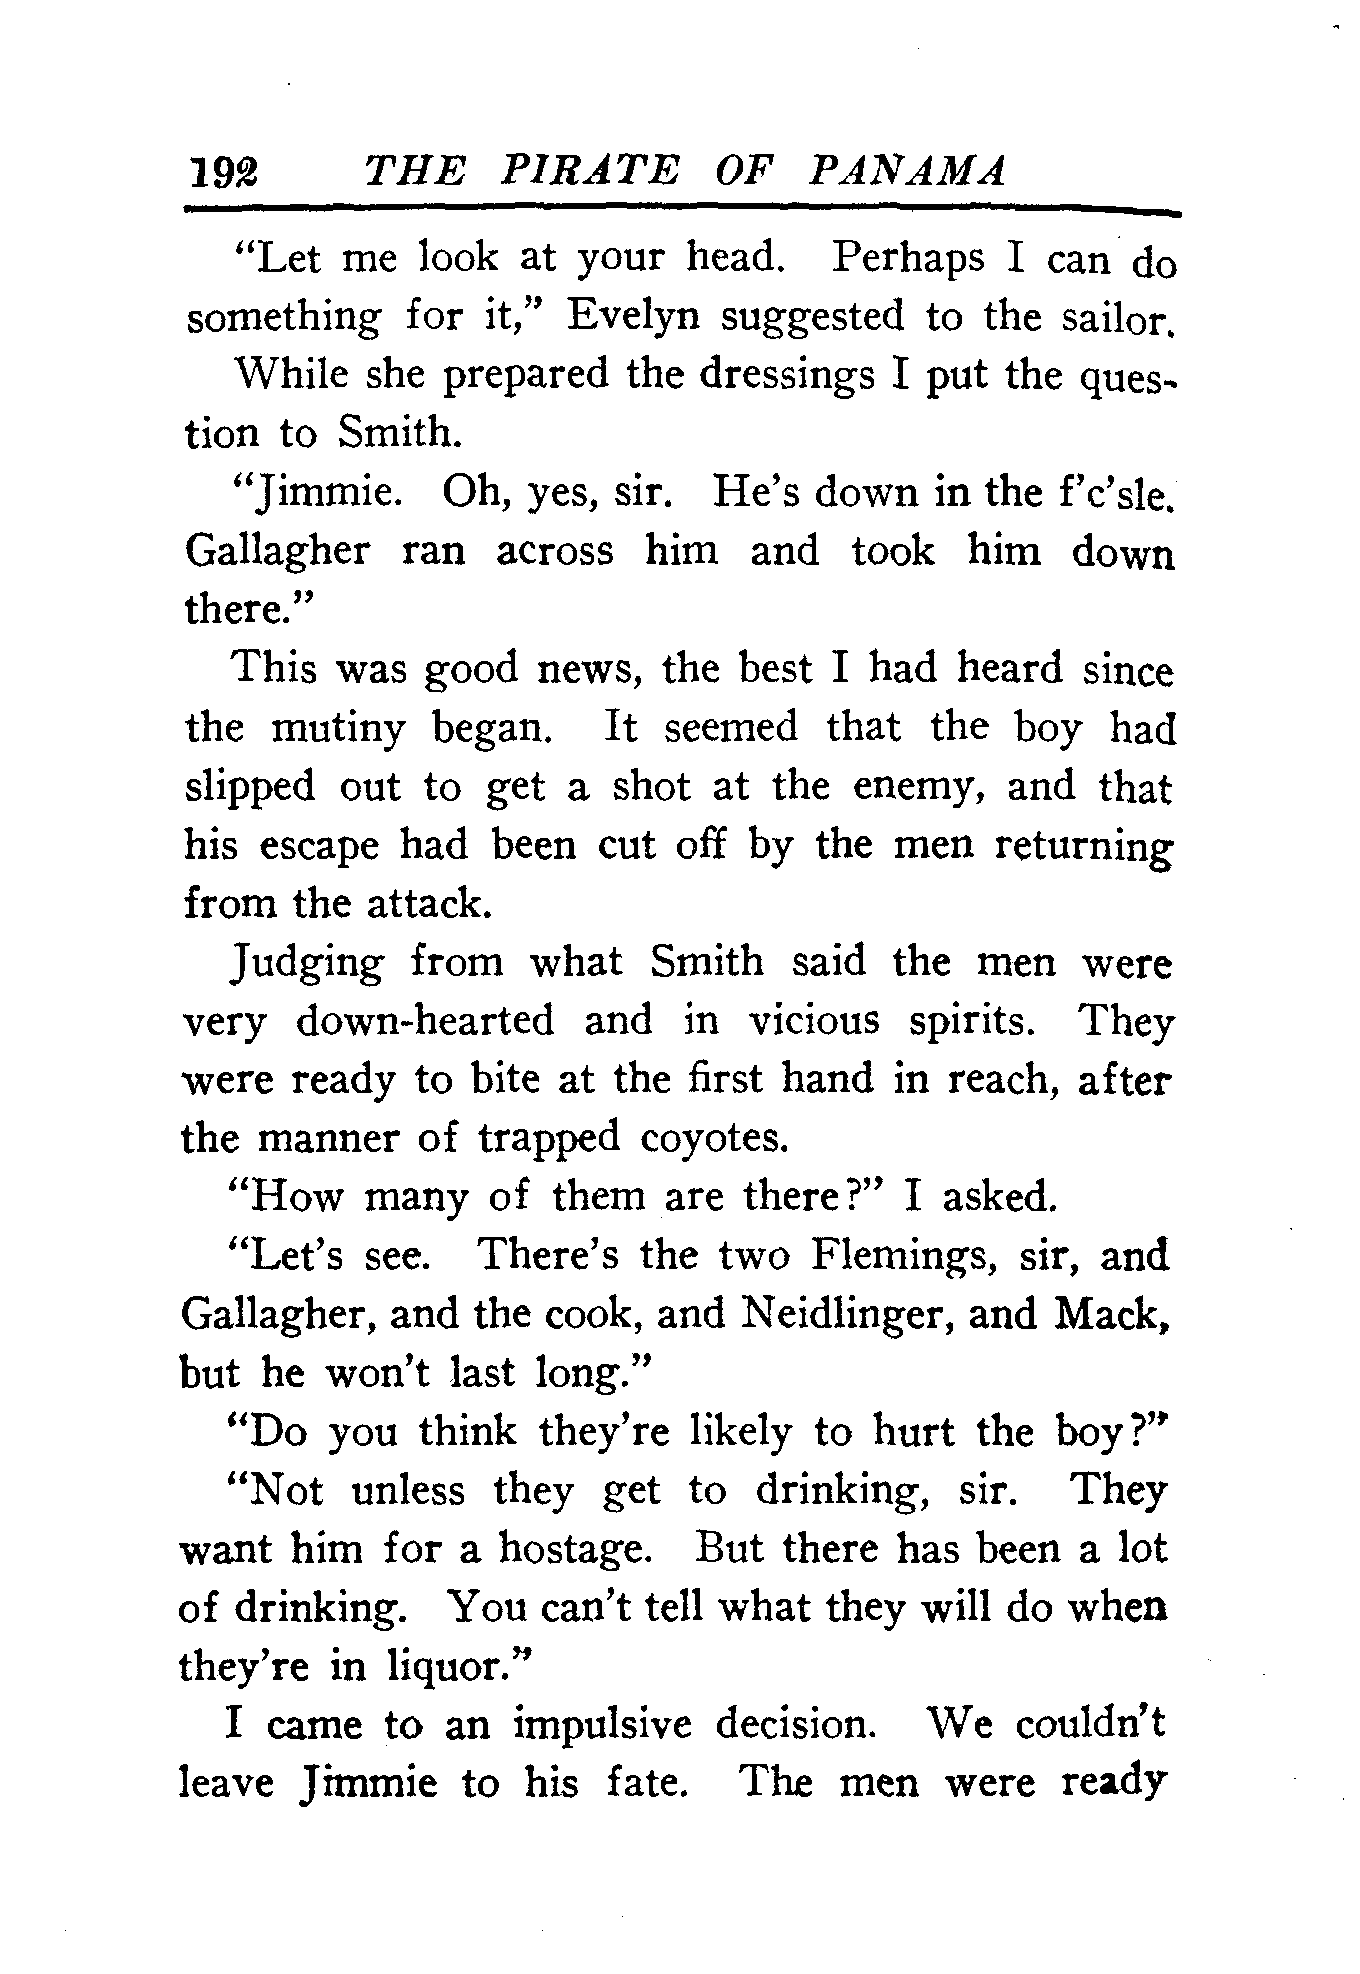 192 THE PIRATE OF PANAMA
“Let me look at your head. Perhaps I can do
something for it,” Evelyn suggested to the sailor.
While she prepared the dressings I put the ques-
tion to Smith.
“Jimmie. Oh, yes, sir. He’s down in the f’c’sle.
Gallagher ran across him and took him down
there.”
This was good news, the best I had heard since
the mutiny began. It seemed that the boy had
slipped out to get a shot at the enemy, and that
his escape had been cut off by the men returning
from the attack.
Judging from what Smith said the men were
very down-hearted and in vicious spirits. They
were ready to bite at the first hand in reach, after
the manner of trapped coyotes.
“How many of them are there?” I asked.
“Let’s see. There’s the two Flemings, sir, and
Gallagher, and the cook, and Neidlinger, and Mack,
but he won’t last long.”
“Do you think they’re likely to hurt the boy?”
“Not unless they get to drinking, sir. They
want him for a hostage. But there has been a lot
of drinking. You can’t tell what they will do when
they’re in liquor.”
I came to an impulsive decision. We couldn’t
leave Jimmie to his fate. The men were ready